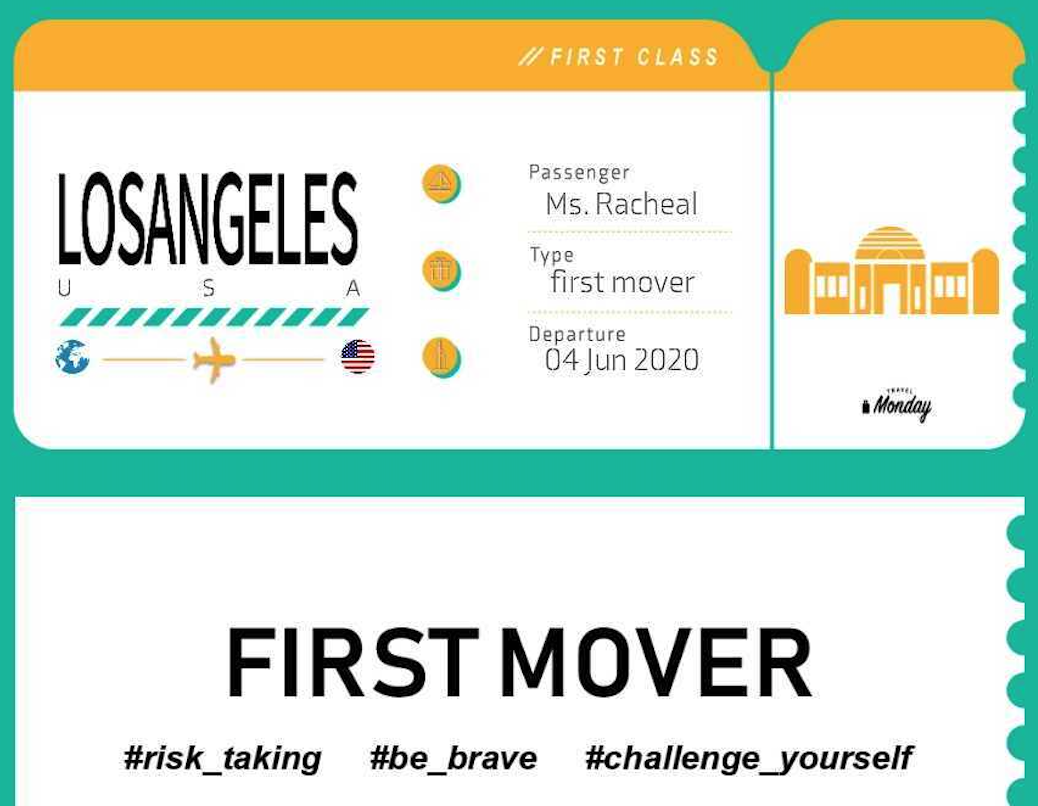 // FIRST CLASS
LOSANGELES
U S A
Passenger
Ms. Racheal
Type
first mover
Departure
04 Jun 2020
TRAVEL
Monday
FIRST MOVER
#risk_taking #be_brave #challenge_yourself